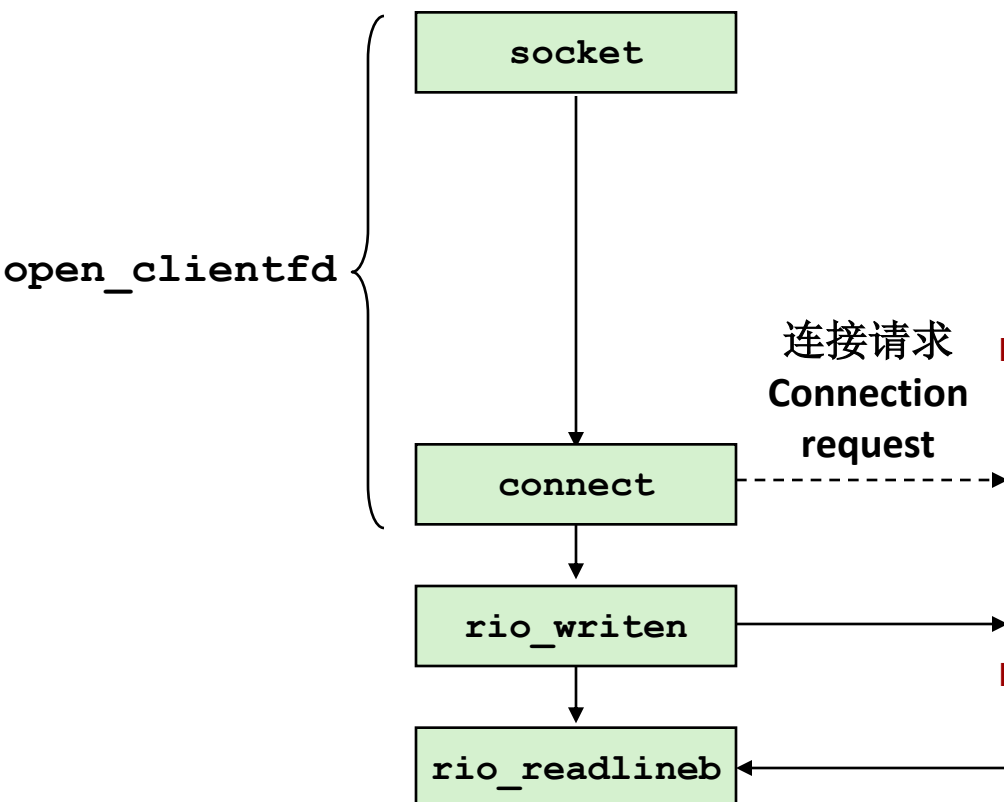 socket
open_clientfd
连接请求
Connection
request
connect
rio_writen
rio_readlineb